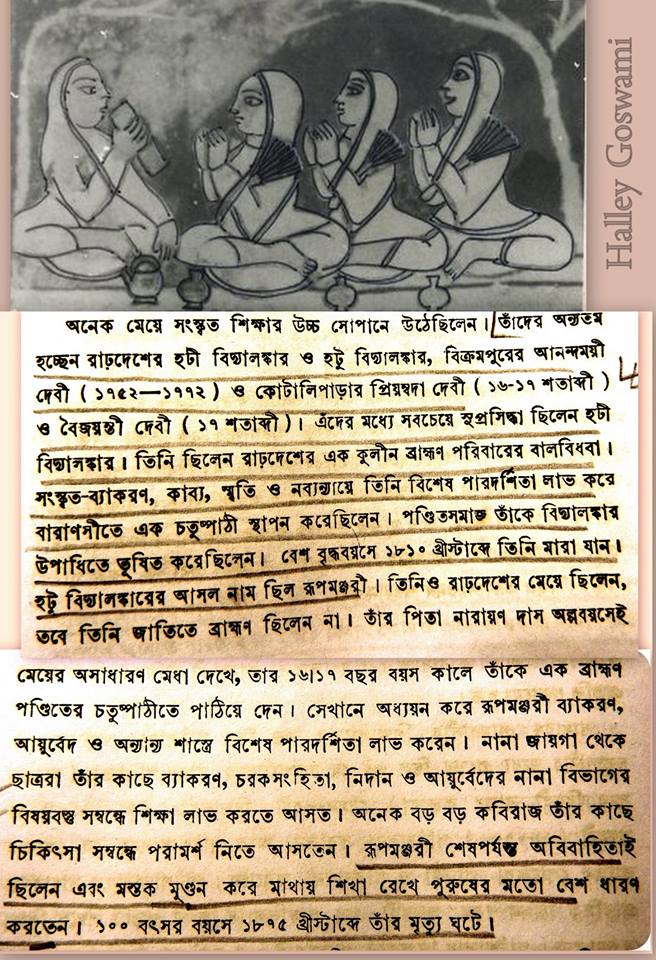 Halley Goswami
অনেক মেয়ে সংস্কৃত শিক্ষার উচ্চ সোপানে উঠেছিলেন। তাঁদের অন্যতম
হচ্ছেন রাঢ়দেশের হটী বিদ্যালঙ্কার ও হটু বিদ্যালঙ্কার, বিক্রমপুরের আনন্দময়ী
দেবী ( ১৭৫২—১৭৭২ ) ও কোটালিপাড়ার প্রিয়ম্বদা দেবী ( ১৬-১৭ শতাব্দী )
ও বৈজয়ন্তী দেবী ( ১৭ শতাব্দী )। এঁদের মধ্যে সবচেয়ে সুপ্রসিদ্ধা ছিলেন হটী
বিদ্যালঙ্কার। তিনি ছিলেন রাঢ়দেশের এক কুলীন ব্রাহ্মণ পরিবারের বালবিধবা।
সংস্কৃত-ব্যাকরণ, কাব্য, স্মৃতি ও নব্যন্যায়ে তিনি বিশেষ পারদর্শিতা লাভ করে
বারাণসীতে এক চতুষ্পাঠী স্থাপন করেছিলেন। পণ্ডিতসমাজ তাঁকে বিদ্যালঙ্কার
উপাধিতে ভূষিত করেছিলেন। বেশ বৃদ্ধবয়সে ১৮১০ খ্রীস্টাব্দে তিনি মারা যান।
হটু বিদ্যালঙ্কারের আসল নাম ছিল রূপমঞ্জরী। তিনিও রাঢ়দেশের মেয়ে ছিলেন,
তবে তিনি জাতিতে ব্রাহ্মণ ছিলেন না। তাঁর পিতা নারায়ণ দাস অল্পবয়সেই
মেয়ের অসাধারণ মেধা দেখে, তার ১৬।১৭ বছর বয়স কালে তাঁকে এক ব্রাহ্মণ
পণ্ডিতের চতুষ্পাঠীতে পাঠিয়ে দেন। সেখানে অধ্যয়ন করে রূপমঞ্জরী ব্যাকরণ,
আয়ুর্বেদ ও অন্যান্য শাস্ত্রে বিশেষ পারদর্শিতা লাভ করেন। নানা জায়গা থেকে
ছাত্ররা তাঁর কাছে ব্যাকরণ, চরকসংহিতা, নিদান ও আয়ুর্বেদের নানা বিভাগের
বিষয়বস্তু সম্বন্ধে শিক্ষা লাভ করতে আসত। অনেক বড় বড় কবিরাজ তাঁর কাছে
চিকিৎসা সম্বন্ধে পরামর্শ নিতে আসতেন। রূপমঞ্জরী শেষপর্যন্ত অবিবাহিতাই
ছিলেন এবং মস্তক মুণ্ডন করে মাথায় শিখা রেখে পুরুষের মতো বেশ ধারণ
করতেন। ১০০ বৎসর বয়সে ১৮৭৫ খ্রীস্টাব্দে তাঁর মৃত্যু ঘটে।